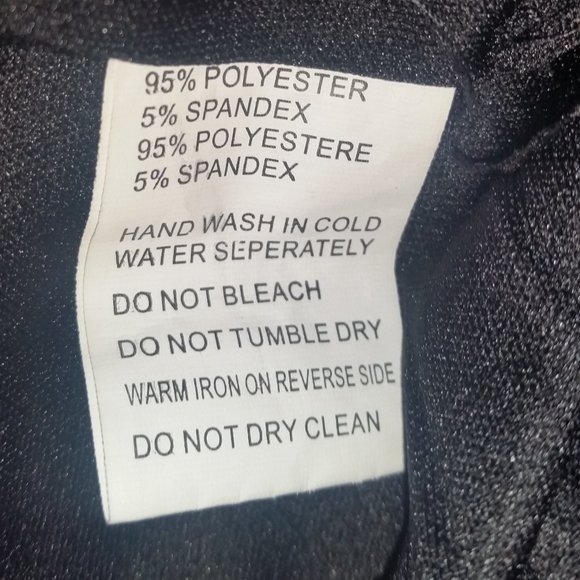 95% POLYESTER
5% SPANDEX
95% POLYESTERE
5% SPANDEX
HAND WASH IN COLD
WATER SEPERATELY
DO NOT BLEACH
DO NOT TUMBLE DRY
WARM IRON ON REVERSE SIDE
DO NOT DRY CLEAN